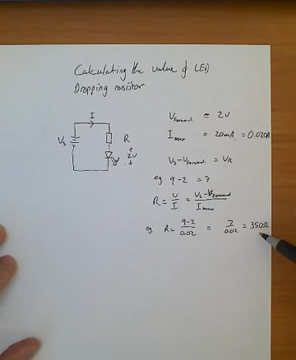 Calculating the value of LED
Dropping resistor
I
Vs
R
2V
Vforward ≈ 2V
Imax = 20mA = 0.020A
Vs - Vforward = VR
eg 9-2 = 7
R = V/I = Vs-Vforward/Imax
eg R = 9-2/0.02 = 7/0.02 = 350Ω